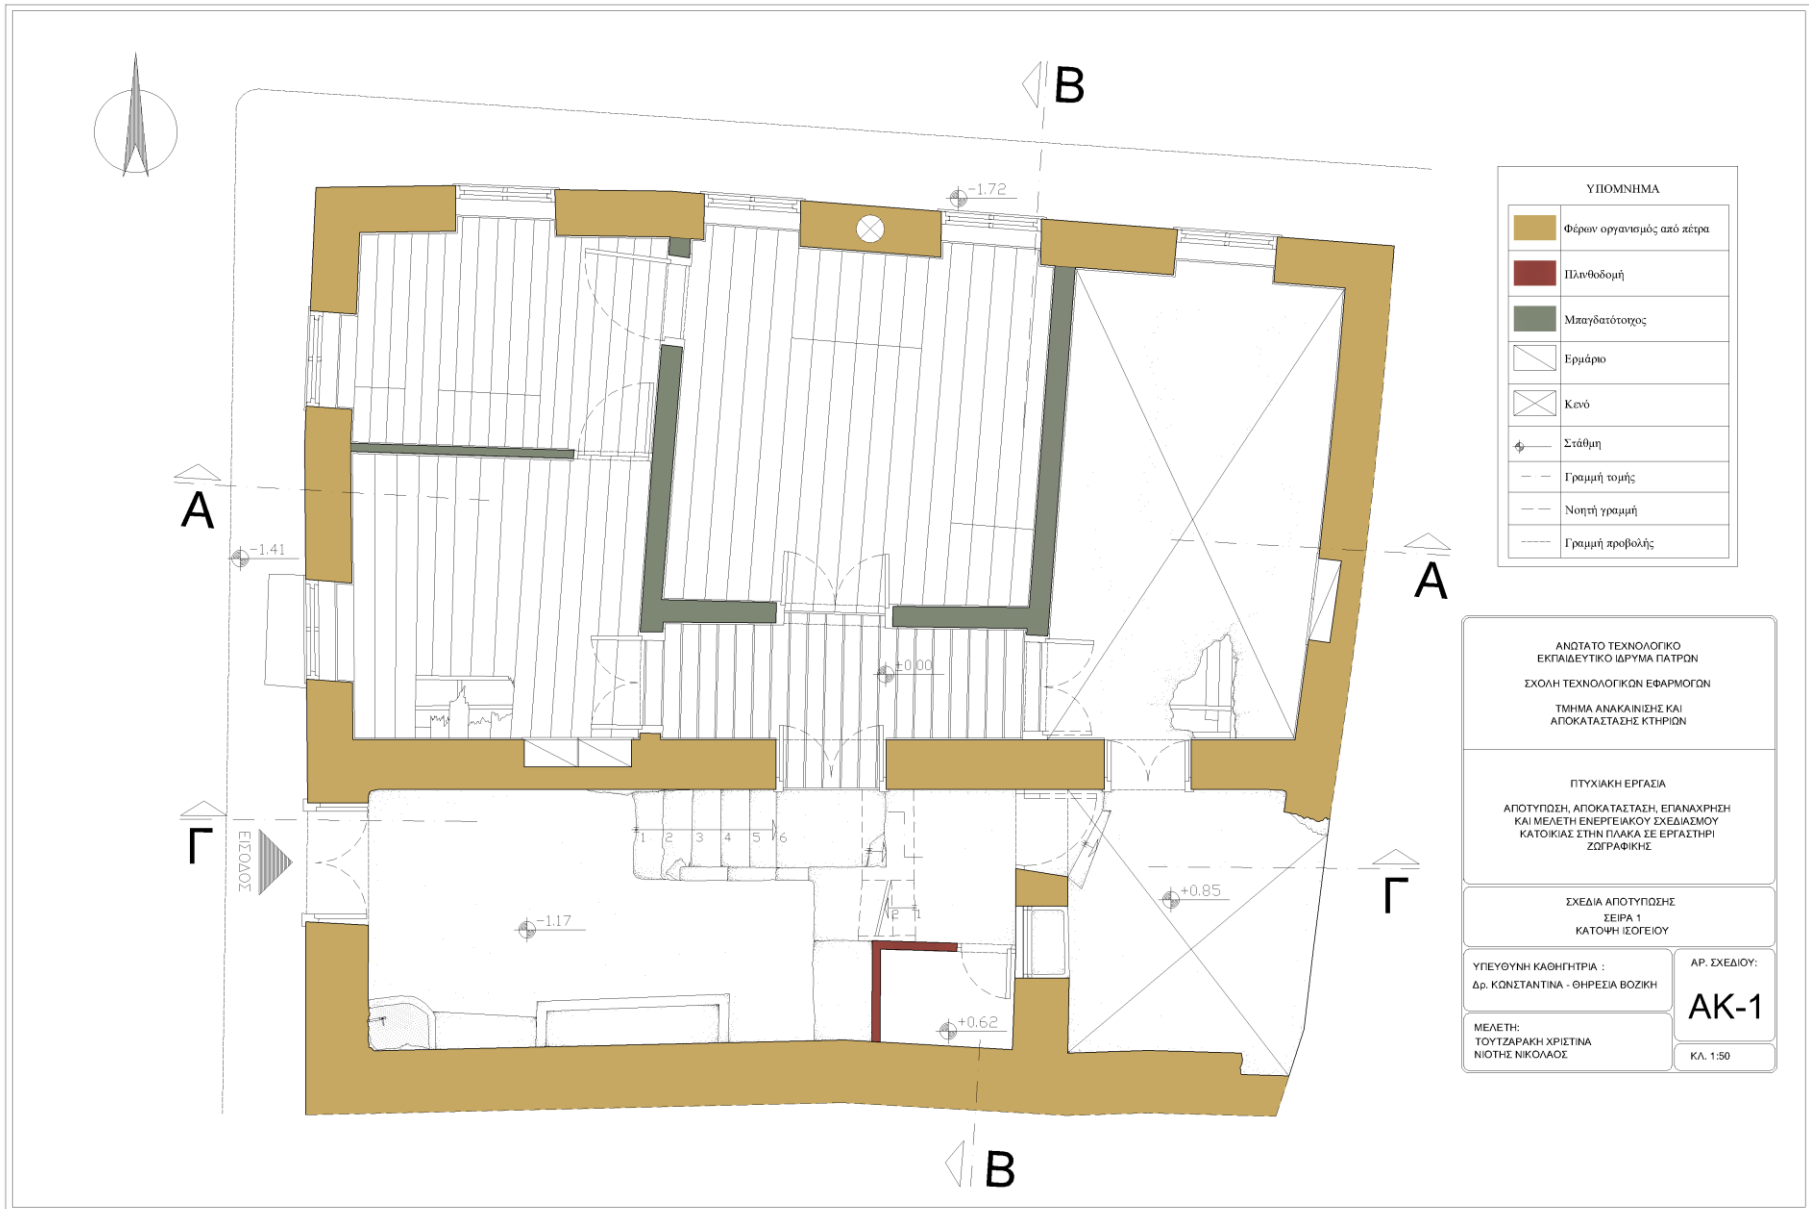 B
-1.72
ΥΠΟΜΝΗΜΑ
Φέρων οργανισμός από πέτρα
Πλινθοδομή
Μπαγδατότοιχος
Ερμάριο
Κενό
Στάθμη
Γραμμή τομής
Νοητή γραμμή
Γραμμή προβολής
A
-1.41
A
±0.00
Γ
ΕΙΣΟΔΟΣ
1 2 3 4 5 6
2 1
-1.17
+0.85
Γ
+0.62
B
ΑΝΩΤΑΤΟ ΤΕΧΝΟΛΟΓΙΚΟ
ΕΚΠΑΙΔΕΥΤΙΚΟ ΙΔΡΥΜΑ ΠΑΤΡΩΝ
ΣΧΟΛΗ ΤΕΧΝΟΛΟΓΙΚΩΝ ΕΦΑΡΜΟΓΩΝ
ΤΜΗΜΑ ΑΝΑΚΑΙΝΙΣΗΣ ΚΑΙ
ΑΠΟΚΑΤΑΣΤΑΣΗΣ ΚΤΗΡΙΩΝ
ΠΤΥΧΙΑΚΗ ΕΡΓΑΣΙΑ
ΑΠΟΤΥΠΩΣΗ, ΑΠΟΚΑΤΑΣΤΑΣΗ, ΕΠΑΝΑΧΡΗΣΗ
ΚΑΙ ΜΕΛΕΤΗ ΕΝΕΡΓΕΙΑΚΟΥ ΣΧΕΔΙΑΣΜΟΥ
ΚΑΤΟΙΚΙΑΣ ΣΤΗΝ ΠΛΑΚΑ ΣΕ ΕΡΓΑΣΤΗΡΙ
ΖΩΓΡΑΦΙΚΗΣ
ΣΧΕΔΙΑ ΑΠΟΤΥΠΩΣΗΣ
ΣΕΙΡΑ 1
ΚΑΤΟΨΗ ΙΣΟΓΕΙΟΥ
ΥΠΕΥΘΥΝΗ ΚΑΘΗΓΗΤΡΙΑ :
Δρ. ΚΩΝΣΤΑΝΤΙΝΑ - ΘΗΡΕΣΙΑ ΒΟΖΙΚΗ
ΜΕΛΕΤΗ:
ΤΟΥΤΖΑΡΑΚΗ ΧΡΙΣΤΙΝΑ
ΝΙΟΤΗΣ ΝΙΚΟΛΑΟΣ
ΑΡ. ΣΧΕΔΙΟΥ:
ΑΚ-1
ΚΛ. 1:50